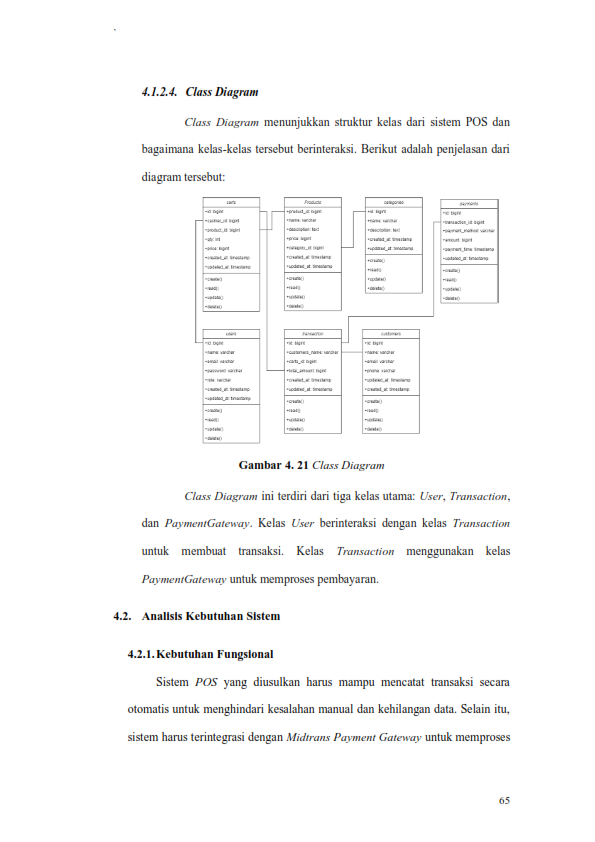 4.1.2.4. Class Diagram
Class Diagram menunjukkan struktur kelas dari sistem POS dan
bagaimana kelas-kelas tersebut berinteraksi. Berikut adalah penjelasan dari
diagram tersebut:
carts
+id: bigint
+cashier_id: bigint
+product_id: bigint
+qty: int
+price: bigint
+created_at: timestamp
+updated_at: timestamp
+create()
+read()
+update()
+delete()
Products
+product_id: bigint
+name: varchar
+description: text
+price: bigint
+category_id: bigint
+created_at: timestamp
+updated_at: timestamp
+create()
+read()
+update()
+delete()
categories
+id: bigint
+name: varchar
+description: text
+created_at: timestamp
+updated_at: timestamp
+create()
+read()
+update()
+delete()
payments
+id: bigint
+transaction_id: bigint
+payment_method: varchar
+amount: bigint
+payment_time: timestamp
+updated_at: timestamp
+create()
+read()
+update()
+delete()
users
+id: bigint
+name: varchar
+email: varchar
+password: varchar
+role: varchar
+created_at: timestamp
+updated_at: timestamp
+create()
+read()
+update()
+delete()
transaction
+id: bigint
+customers_name: varchar
+carts_id: bigint
+total_amount: bigint
+created_at: timestamp
+updated_at: timestamp
+create()
+read()
+update()
+delete()
customers
+id: bigint
+name: varchar
+email: varchar
+phone: varchar
+updated_at: timestamp
+created_at: timestamp
+create()
+read()
+update()
+delete()
Gambar 4. 21 Class Diagram
Class Diagram ini terdiri dari tiga kelas utama: User, Transaction,
dan PaymentGateway. Kelas User berinteraksi dengan kelas Transaction
untuk membuat transaksi. Kelas Transaction menggunakan kelas
PaymentGateway untuk memproses pembayaran.
4.2. Analisis Kebutuhan Sistem
4.2.1. Kebutuhan Fungsional
Sistem POS yang diusulkan harus mampu mencatat transaksi secara
otomatis untuk menghindari kesalahan manual dan kehilangan data. Selain itu,
sistem harus terintegrasi dengan Midtrans Payment Gateway untuk memproses
65